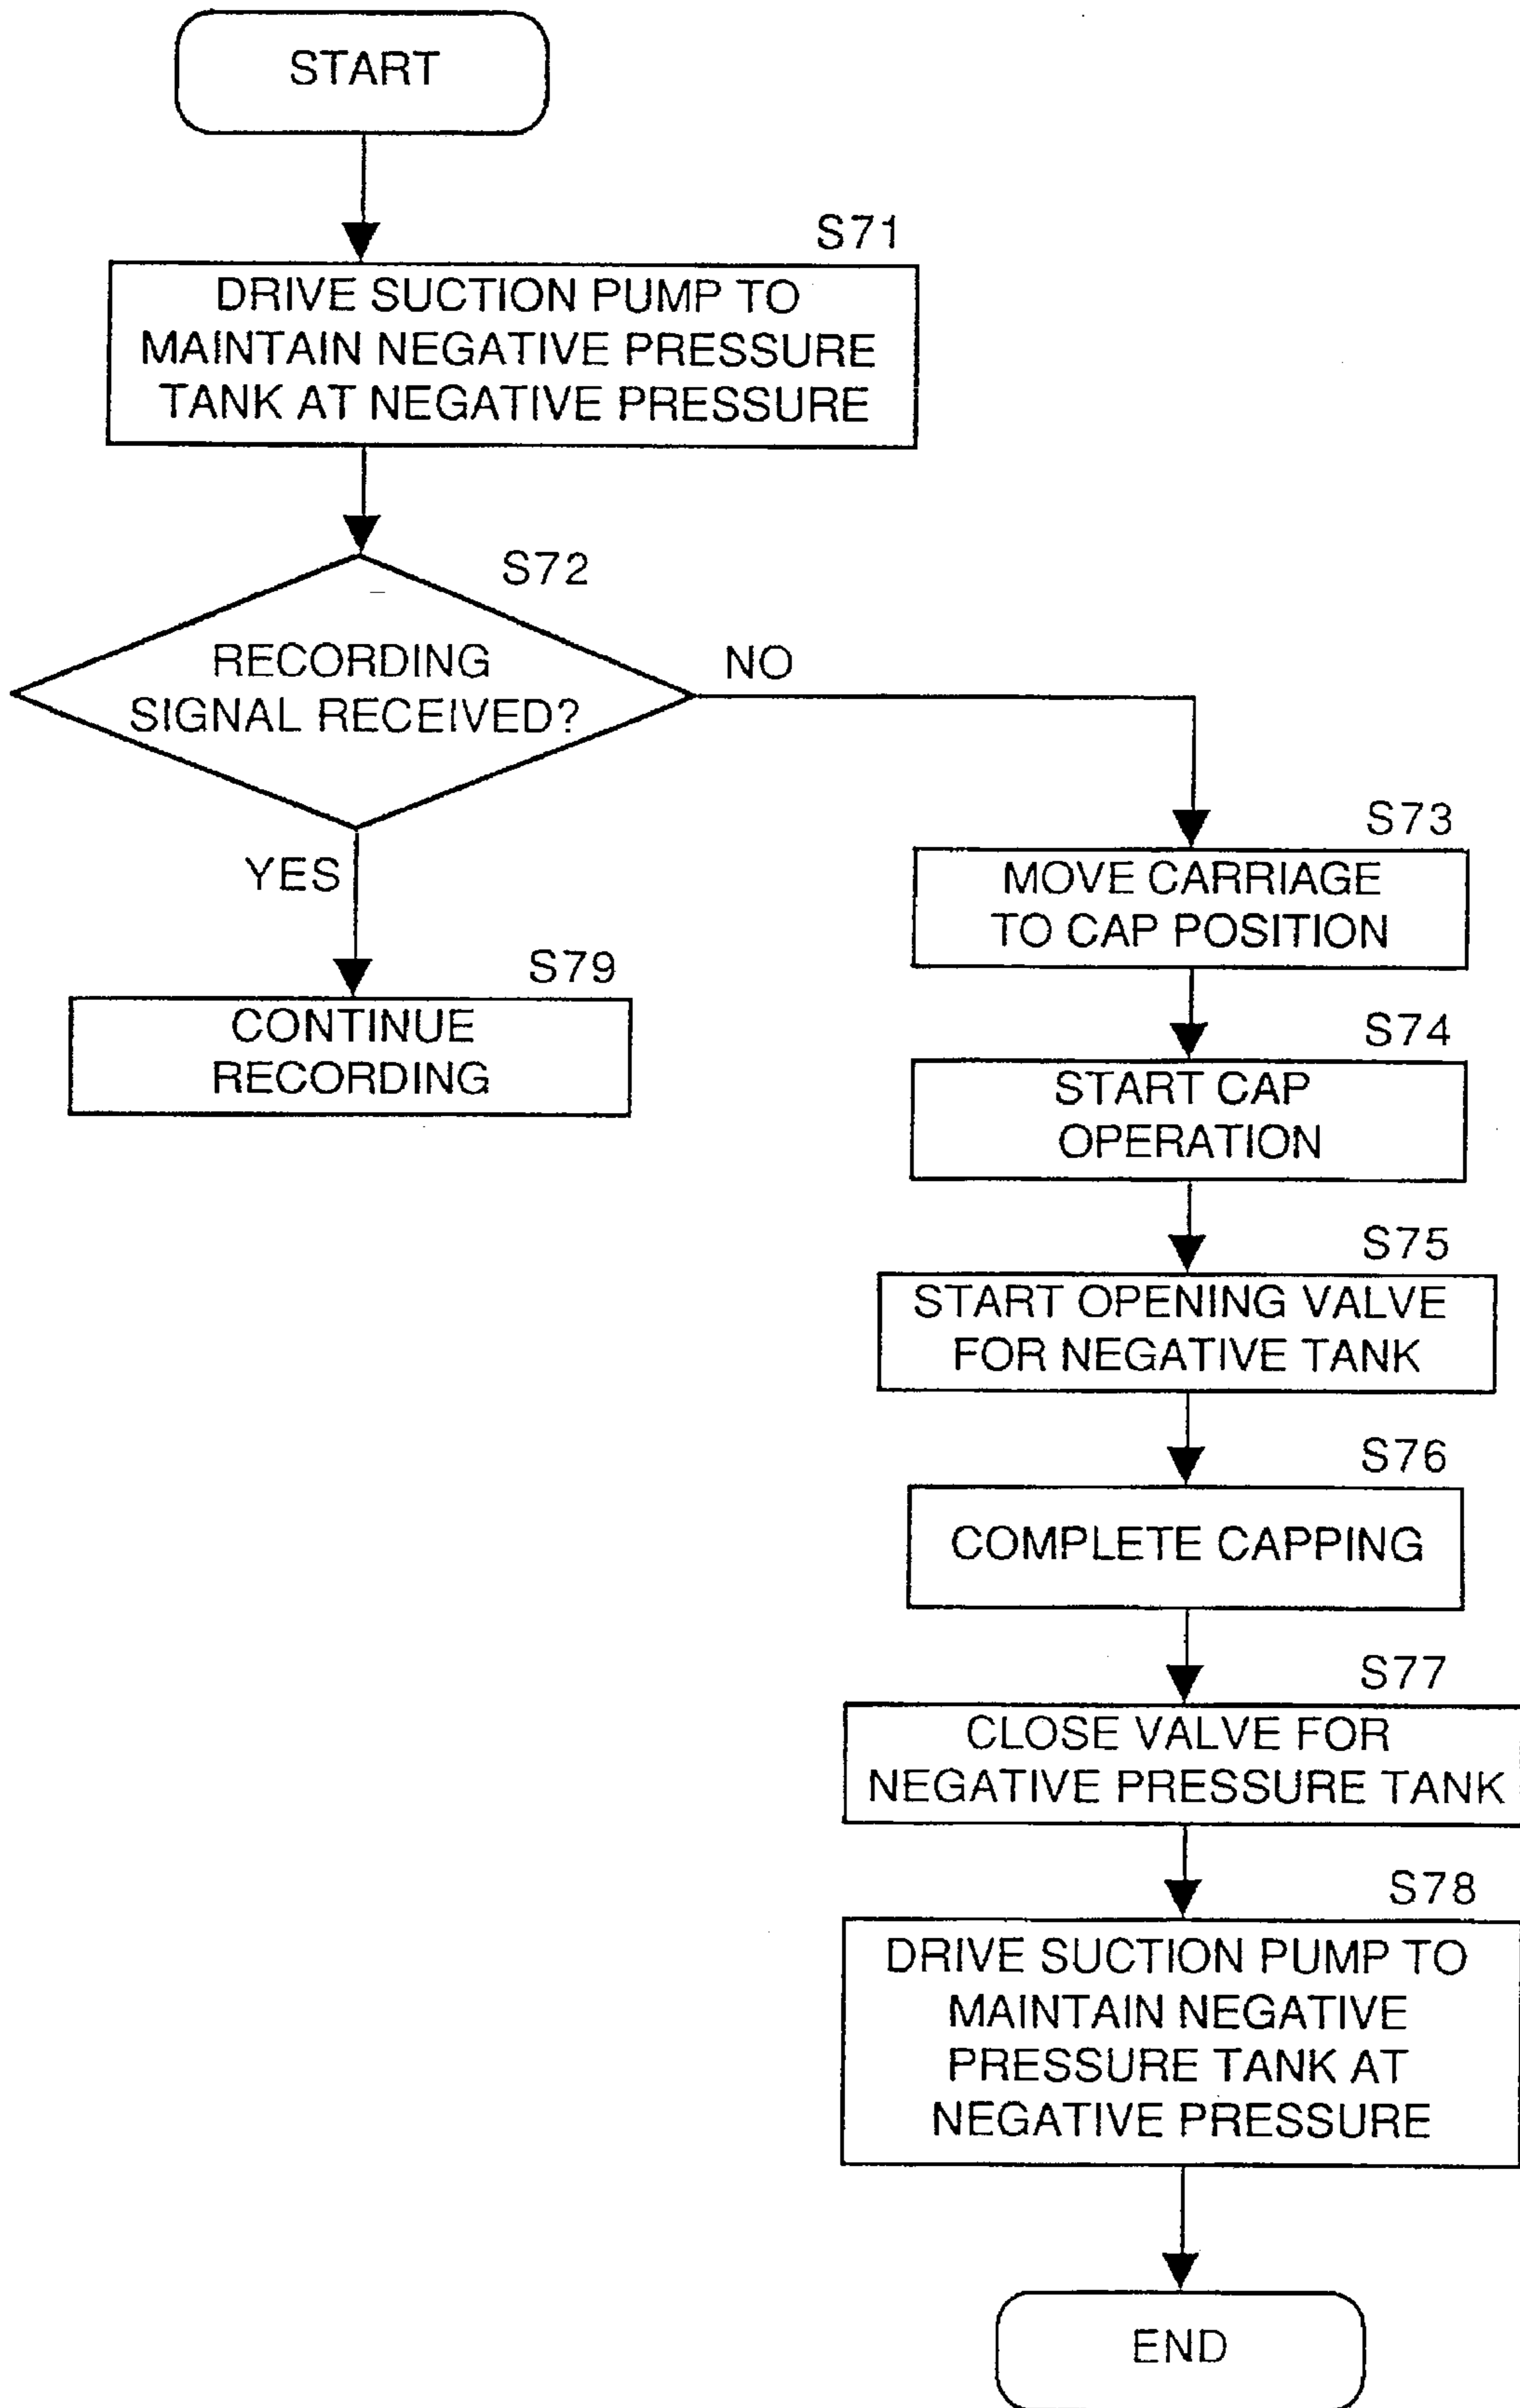 START
S71
DRIVE SUCTION PUMP TO
MAINTAIN NEGATIVE PRESSURE
TANK AT NEGATIVE PRESSURE
S72
RECORDING
SIGNAL RECEIVED?
NO
YES
S79
CONTINUE
RECORDING
S73
MOVE CARRIAGE
TO CAP POSITION
S74
START CAP
OPERATION
S75
START OPENING VALVE
FOR NEGATIVE TANK
S76
COMPLETE CAPPING
S77
CLOSE VALVE FOR
NEGATIVE PRESSURE TANK
S78
DRIVE SUCTION PUMP TO
MAINTAIN NEGATIVE
PRESSURE TANK AT
NEGATIVE PRESSURE
END